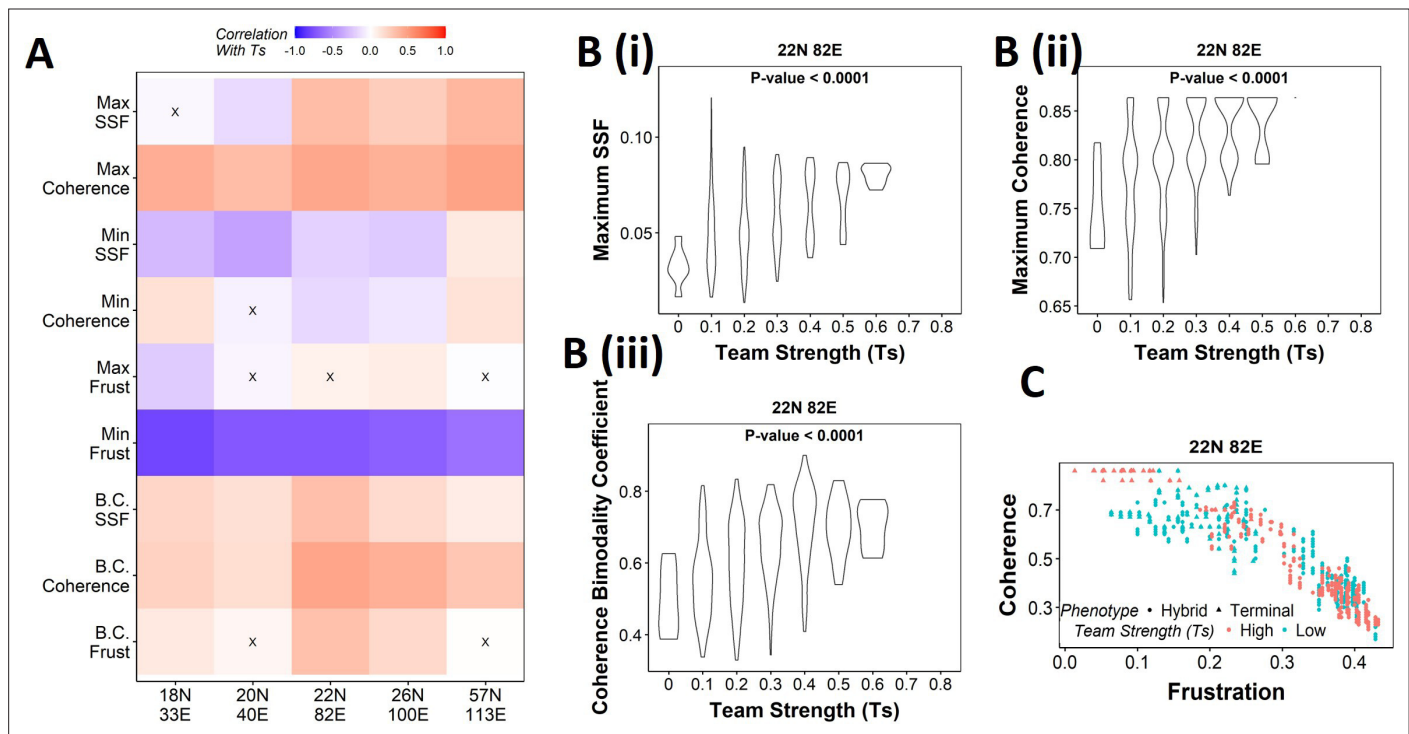 A
Correlation
With Ts
-1.0 -0.5 0.0 0.5 1.0
Max
SSF
Max
Coherence
Min
SSF
Min
Coherence
Max
Frust
Min
Frust
B.C.
SSF
B.C.
Coherence
B.C.
Frust
x
x
x x x
x x
18N 20N 22N 26N 57N
33E 40E 82E 100E 113E
B (i)
22N 82E
P-value < 0.0001
Maximum SSF
0.10
0.05
0 0.1 0.2 0.3 0.4 0.5 0.6 0.7 0.8
Team Strength (Ts)
B (ii)
22N 82E
P-value < 0.0001
Maximum Coherence
0.85
0.80
0.75
0.70
0.65
0 0.1 0.2 0.3 0.4 0.5 0.6 0.7 0.8
Team Strength (Ts)
B (iii)
22N 82E
P-value < 0.0001
Coherence Bimodality Coefficient
0.8
0.6
0.4
0 0.1 0.2 0.3 0.4 0.5 0.6 0.7 0.8
Team Strength (Ts)
C
22N 82E
Coherence
0.7
0.5
0.3
Phenotype Hybrid Terminal
Team Strength (Ts) High Low
0.0 0.1 0.2 0.3 0.4
Frustration